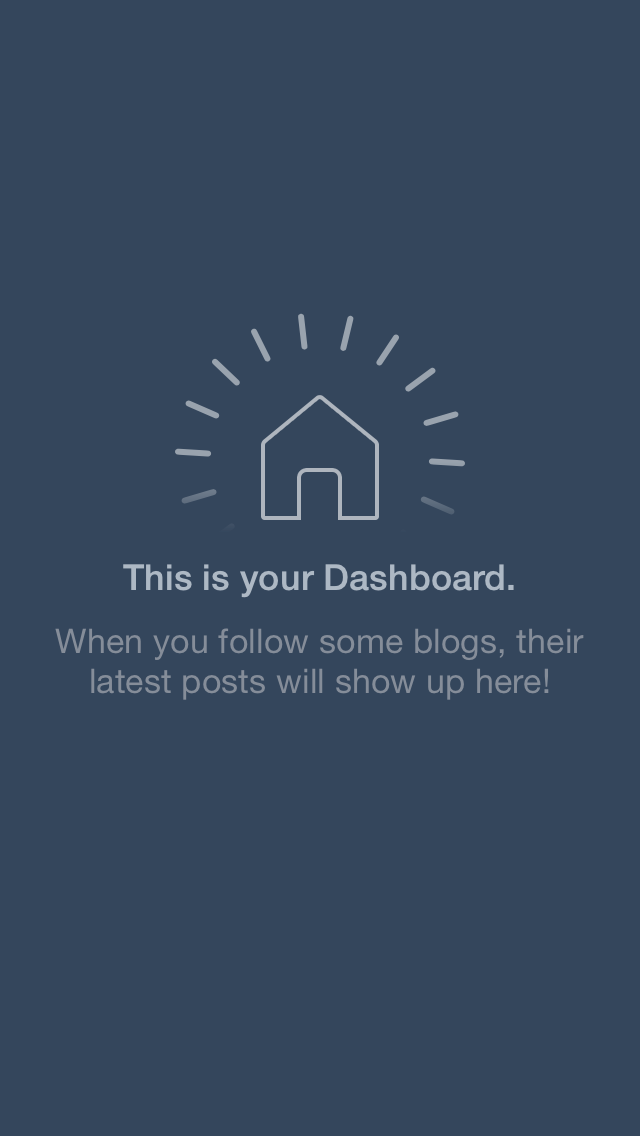 This is your Dashboard.
When you follow some blogs, their
latest posts will show up here!